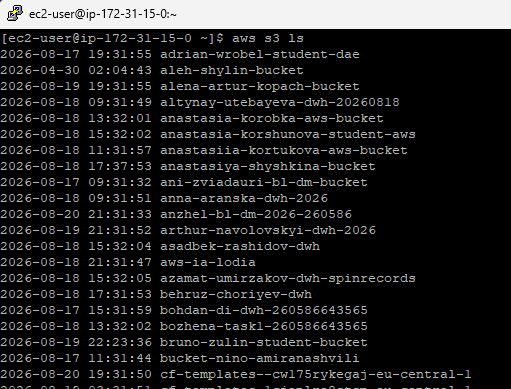 ec2-user@ip-172-31-15-0:~
[ec2-user@ip-172-31-15-0 ~]$ aws s3 ls
2026-08-17 19:31:55 adrian-wrobel-student-dae
2026-04-30 02:04:43 aleh-shylin-bucket
2026-08-19 19:31:55 alena-artur-kopach-bucket
2026-08-18 09:31:49 altynay-utebayeva-dwh-20260818
2026-08-18 13:32:01 anastasia-korobka-aws-bucket
2026-08-18 15:32:02 anastasia-korshunova-student-aws
2026-08-18 11:31:57 anastasiia-kortukova-aws-bucket
2026-08-18 17:37:53 anastasiya-shyshkina-bucket
2026-08-17 09:31:32 ani-zviadauri-bl-dm-bucket
2026-08-18 09:31:51 anna-aranska-dwh-2026
2026-08-20 21:31:33 anzhel-bl-dm-2026-260586
2026-08-19 21:31:52 arthur-navolovskyi-dwh-2026
2026-08-18 15:32:04 asadbek-rashidov-dwh
2026-08-18 21:31:47 aws-ia-lodia
2026-08-18 15:32:05 azamat-umirzakov-dwh-spinrecords
2026-08-18 17:31:53 behruz-choriyev-dwh
2026-08-17 15:31:59 bohdan-di-dwh-260586643565
2026-08-18 13:32:02 bozhena-task1-260586643565
2026-08-19 22:23:36 bruno-zulin-student-bucket
2026-08-17 11:31:44 bucket-nino-amiranashvili
2026-08-20 19:31:50 cf-templates--cw175rykegaj-eu-central-1